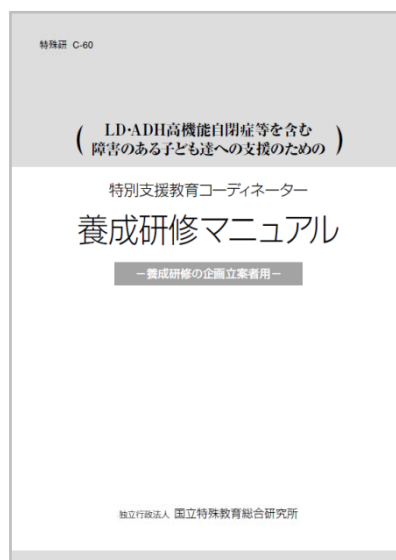 特殊研 C-60
LD·ADH高機能自閉症等を含む
( 障害のある子ども達への支援のための )
特別支援教育コーディネーター
養成研修マニュアル
－養成研修の企画立案者用－
独立行政法人 国立特殊教育総合研究所